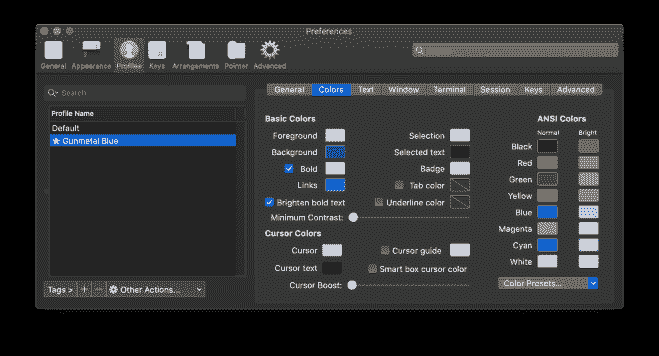 Preferences
General Appearance Profiles Keys Arrangements Pointer Advanced
Search
Profile Name
Default
★ Gunmetal Blue
Tags > + − Other Actions...
General Colors Text Window Terminal Session Keys Advanced
Basic Colors
Foreground
Background
Bold
Links
Brighten bold text
Minimum Contrast:
Selection
Selected text
Badge
Tab color
Underline color
Cursor Colors
Cursor
Cursor text
Cursor Boost:
Cursor guide
Smart box cursor color
ANSI Colors
Normal Bright
Black
Red
Green
Yellow
Blue
Magenta
Cyan
White
Color Presets...